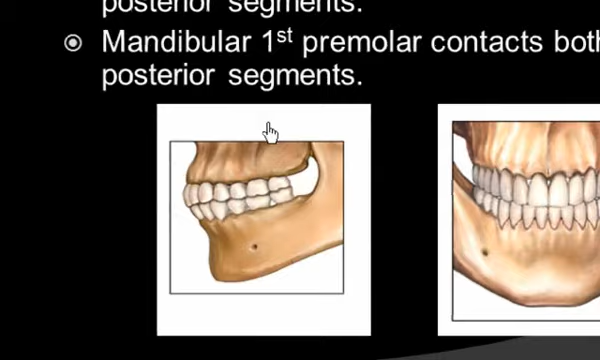 posterior segments.
Mandibular 1st premolar contacts both
posterior segments.